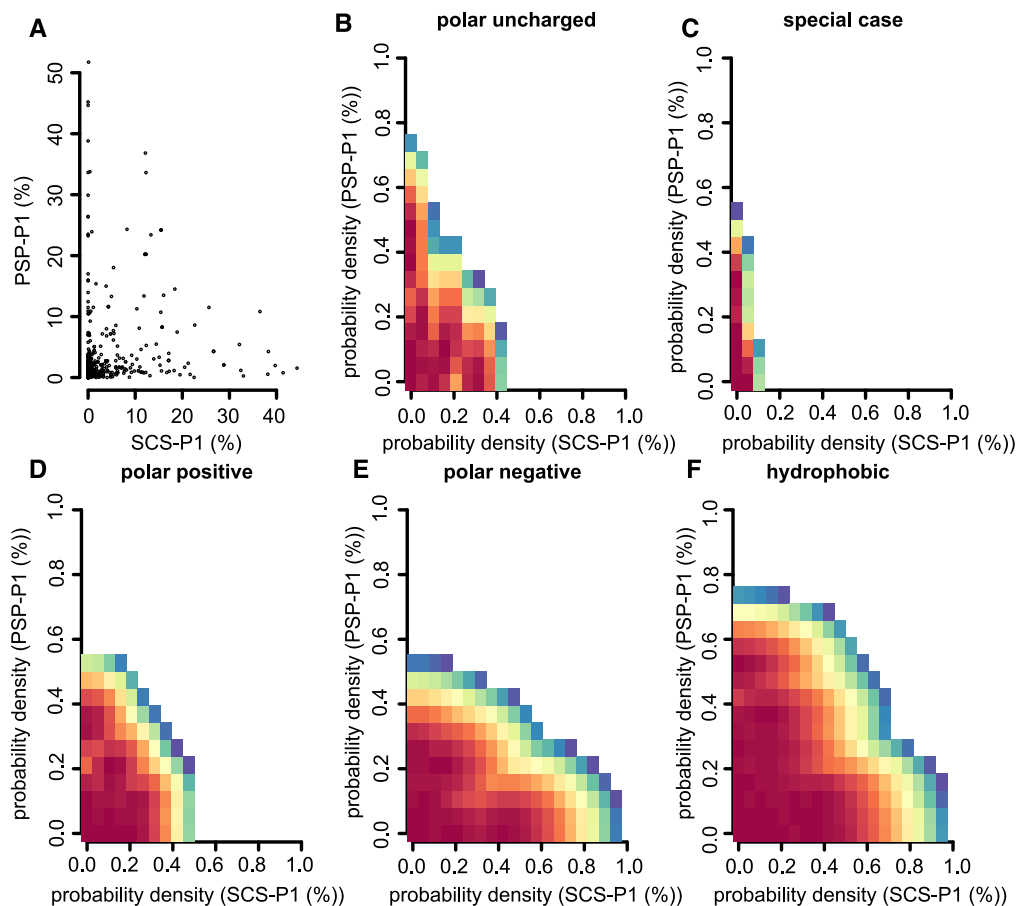 A
PSP-P1 (%)
50
40
30
20
10
0
0 10 20 30 40
SCS-P1 (%)
B
polar uncharged
probability density (PSP-P1 (%))
1.0
0.8
0.6
0.4
0.2
0.0
0.0 0.2 0.4 0.6 0.8 1.0
probability density (SCS-P1 (%))
C
special case
probability density (PSP-P1 (%))
1.0
0.8
0.6
0.4
0.2
0.0
0.0 0.2 0.4 0.6 0.8 1.0
probability density (SCS-P1 (%))
D
polar positive
probability density (PSP-P1 (%))
1.0
0.8
0.6
0.4
0.2
0.0
0.0 0.2 0.4 0.6 0.8 1.0
probability density (SCS-P1 (%))
E
polar negative
probability density (PSP-P1 (%))
1.0
0.8
0.6
0.4
0.2
0.0
0.0 0.2 0.4 0.6 0.8 1.0
probability density (SCS-P1 (%))
F
hydrophobic
probability density (PSP-P1 (%))
1.0
0.8
0.6
0.4
0.2
0.0
0.0 0.2 0.4 0.6 0.8 1.0
probability density (SCS-P1 (%))